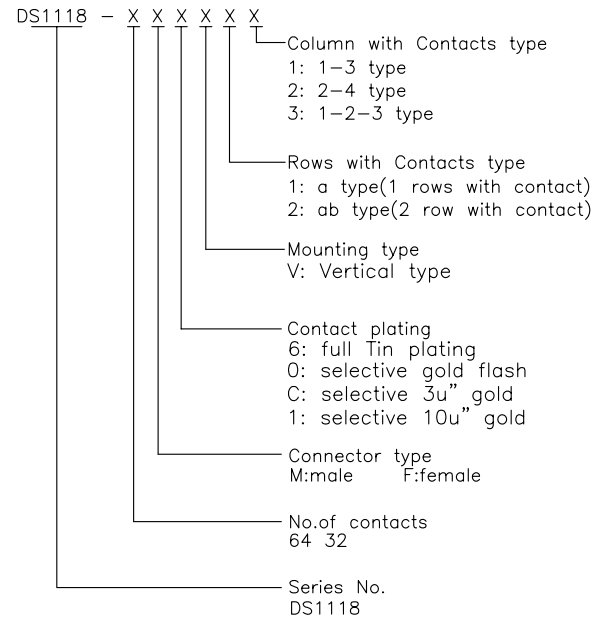 DS1118 - X X X X X X
Column with Contacts type
1: 1-3 type
2: 2-4 type
3: 1-2-3 type
Rows with Contacts type
1: a type(1 rows with contact)
2: ab type(2 row with contact)
Mounting type
V: Vertical type
Contact plating
6: full Tin plating
0: selective gold flash
C: selective 3u" gold
1: selective 10u" gold
Connector type
M:male F:female
No.of contacts
64 32
Series No.
DS1118